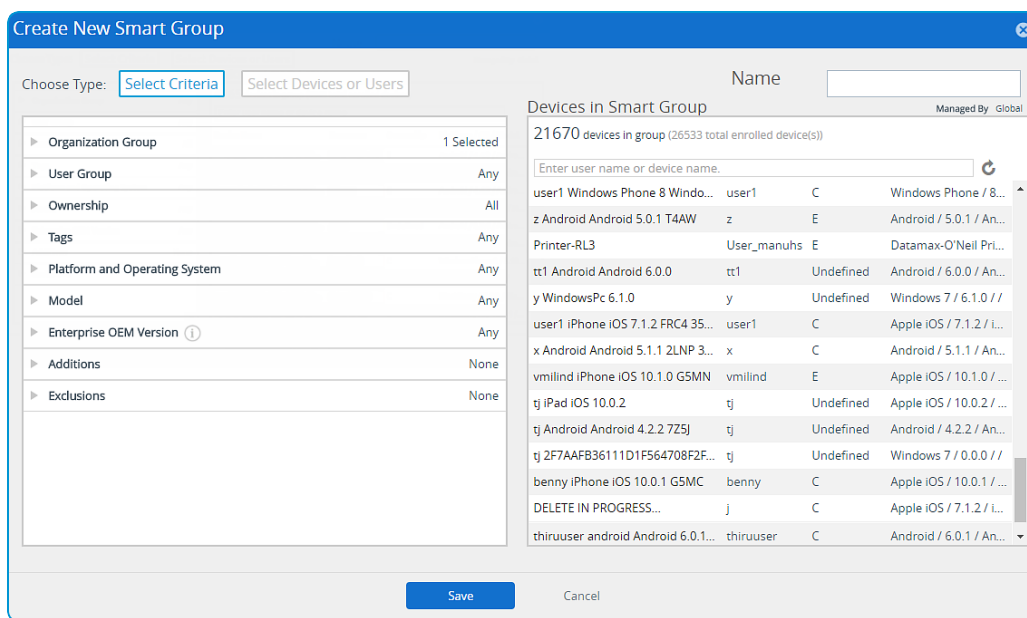 Create New Smart Group
Choose Type: Select Criteria Select Devices or Users
Organization Group 1 Selected
User Group Any
Ownership All
Tags Any
Platform and Operating System Any
Model Any
Enterprise OEM Version Any
Additions None
Exclusions None
Name
Devices in Smart Group
Managed By Global
21670 devices in group (26533 total enrolled device(s))
Enter user name or device name.
user1 Windows Phone 8 Windo... user1 C Windows Phone / 8...
z Android Android 5.0.1 T4AW z E Android / 5.0.1 / An...
Printer-RL3 User_manuhs E Datamax-O'Neil Pri...
tt1 Android Android 6.0.0 tt1 Undefined Android / 6.0.0 / An...
y WindowsPc 6.1.0 y Undefined Windows 7 / 6.1.0 / /
user1 iPhone iOS 7.1.2 FRC4 35... user1 C Apple iOS / 7.1.2 / i...
x Android Android 5.1.1 2LNP 3... x C Android / 5.1.1 / An...
vmilind iPhone iOS 10.1.0 G5MN vmilind E Apple iOS / 10.1.0 / ...
tj iPad iOS 10.0.2 tj Undefined Apple iOS / 10.0.2 / ...
tj Android Android 4.2.2 7Z5J tj Undefined Android / 4.2.2 / An...
tj 2F7AAFB36111D1F564708F2F... tj Undefined Windows 7 / 0.0.0 / /
benny iPhone iOS 10.0.1 G5MC benny C Apple iOS / 10.0.1 / ...
DELETE IN PROGRESS... j C Apple iOS / 7.1.2 / i...
thiruuser android Android 6.0.1... thiruuser C Android / 6.0.1 / An...
Save Cancel